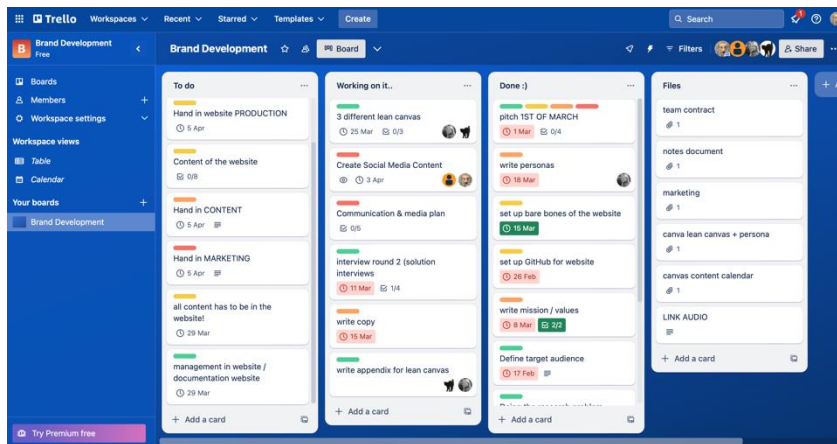 Trello
Workspaces
Recent
Starred
Templates
Create
Search
1
B
Brand Development
Free
Boards
Members
Workspace settings
Workspace views
Table
Calendar
Your boards
Brand Development
Try Premium free
Brand Development
Board
Filters
Share
To do
Hand in website PRODUCTION
5 Apr
Content of the website
0/8
Hand in CONTENT
5 Apr
Hand in MARKETING
5 Apr
all content has to be in the
website!
29 Mar
management in website /
documentation website
29 Mar
+ Add a card
Working on it..
3 different lean canvas
25 Mar 0/3
Create Social Media Content
3 Apr
Communication & media plan
0/5
interview round 2 (solution
interviews
11 Mar 1/4
write copy
15 Mar
write appendix for lean canvas
+ Add a card
Done :)
pitch 1ST OF MARCH
1 Mar 0/4
write personas
18 Mar
set up bare bones of the website
15 Mar
set up GitHub for website
26 Feb
write mission / values
8 Mar 2/2
Define target audience
17 Feb
+ Add a card
Files
team contract
1
notes document
1
marketing
1
canva lean canvas + persona
1
canvas content calendar
1
LINK AUDIO
+ Add a card